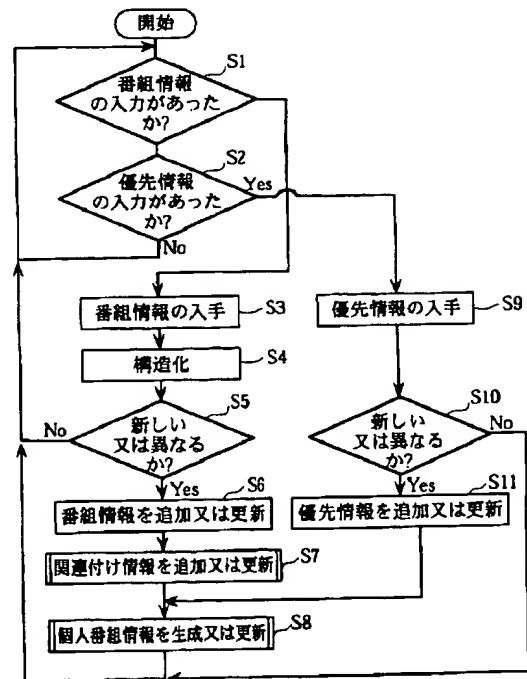 開始
S1
番組情報
の入力があった
か?
S2
優先情報
の入力があった
か?
Yes
No
番組情報の入手
S3
優先情報の入手
S9
構造化
S4
S5
新しい
又は異なる
か?
No
Yes
S10
新しい
又は異なる
か?
No
Yes
S6
番組情報を追加又は更新
S11
優先情報を追加又は更新
関連付け情報を追加又は更新
S7
個人番組情報を生成又は更新
S8